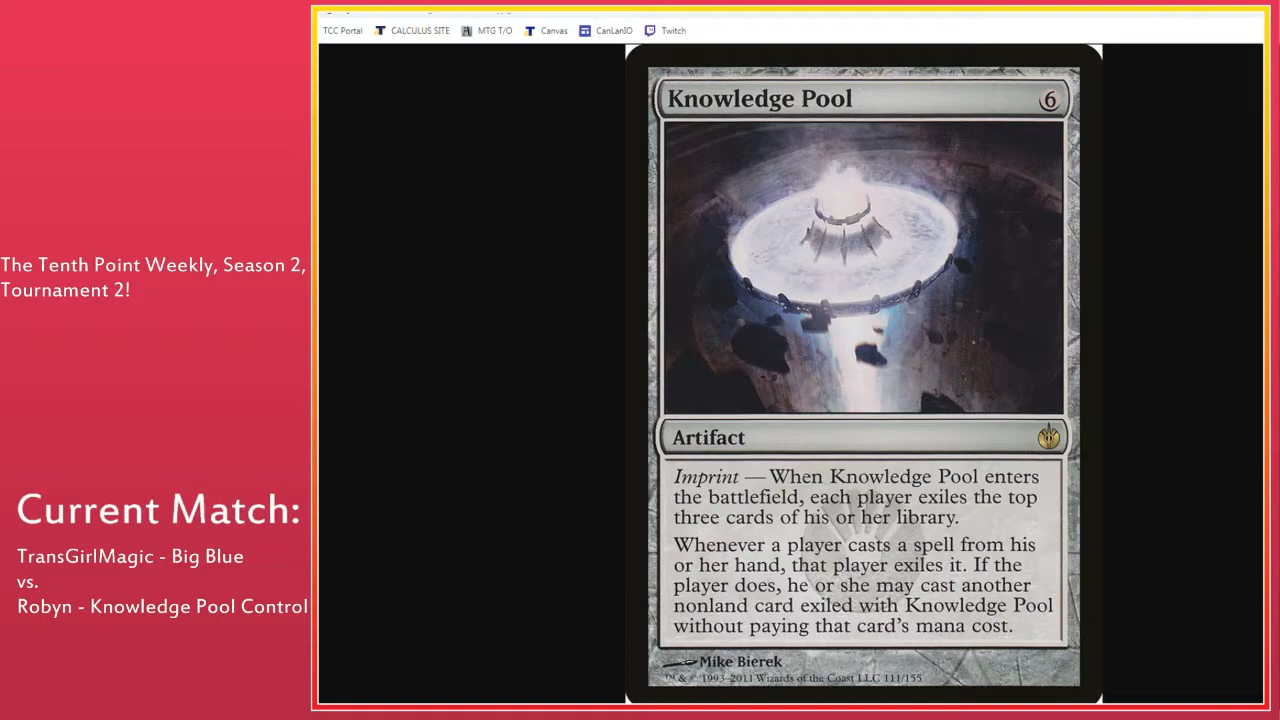 TCC Portal CALCULUS SITE MTG T/O Canvas CanLanIO Twitch
The Tenth Point Weekly, Season 2,
Tournament 2!
Current Match:
TransGirlMagic - Big Blue
vs.
Robyn - Knowledge Pool Control
Knowledge Pool 6
Artifact
Imprint — When Knowledge Pool enters
the battlefield, each player exiles the top
three cards of his or her library.
Whenever a player casts a spell from his
or her hand, that player exiles it. If the
player does, he or she may cast another
nonland card exiled with Knowledge Pool
without paying that card's mana cost.
Mike Bierek
™ & © 1993–2011 Wizards of the Coast LLC 111/155